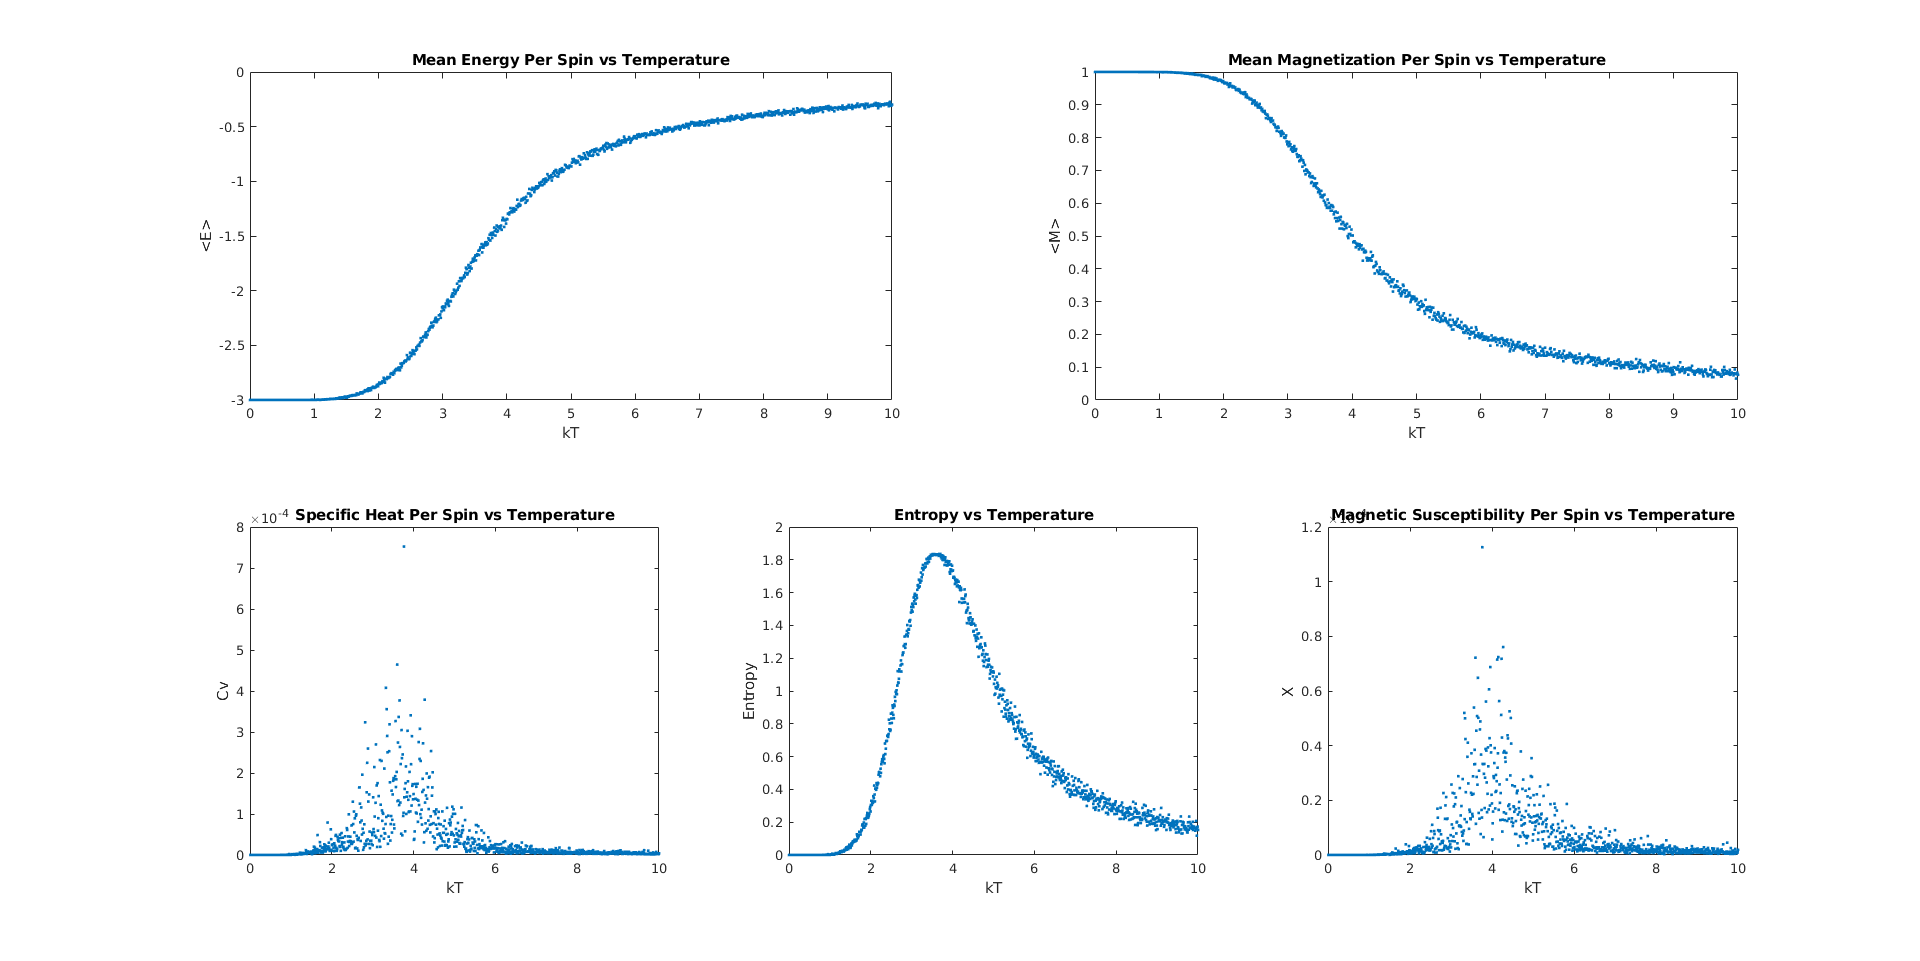 Mean Energy Per Spin vs Temperature
0
-0.5
-1
-1.5
-2
-2.5
-3
<E>
0 1 2 3 4 5 6 7 8 9 10
kT
Mean Magnetization Per Spin vs Temperature
1
0.9
0.8
0.7
0.6
0.5
0.4
0.3
0.2
0.1
0
<M>
0 1 2 3 4 5 6 7 8 9 10
kT
×10⁻⁴ Specific Heat Per Spin vs Temperature
8
7
6
5
4
3
2
1
0
Cv
0 2 4 6 8 10
kT
Entropy vs Temperature
2
1.8
1.6
1.4
1.2
1
0.8
0.6
0.4
0.2
0
Entropy
0 2 4 6 8 10
kT
Magnetic Susceptibility Per Spin vs Temperature
1.2
1
0.8
0.6
0.4
0.2
0
X
0 2 4 6 8 10
kT